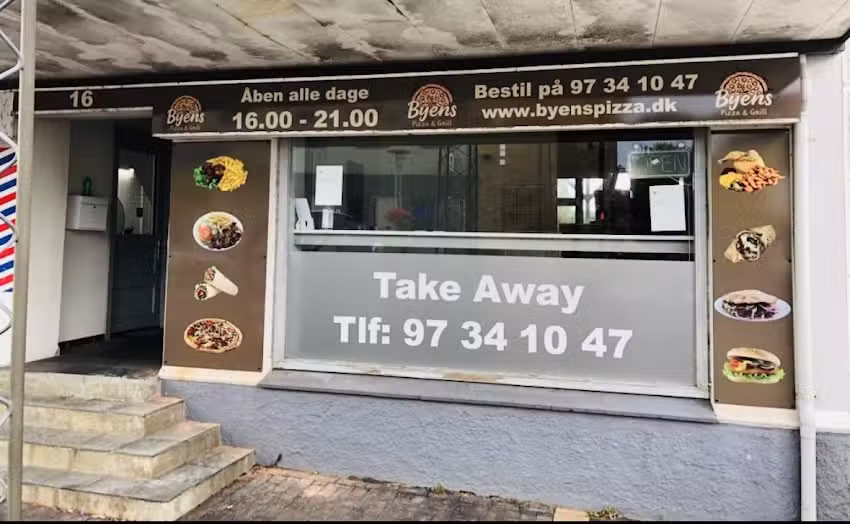 16
Byens
Pizza & Grill
Åben alle dage
16.00 - 21.00
Byens
Pizza & Grill
Bestil på 97 34 10 47
www.byenspizza.dk
Byens
Pizza & Grill
OPEN
Take Away
Tlf: 97 34 10 47